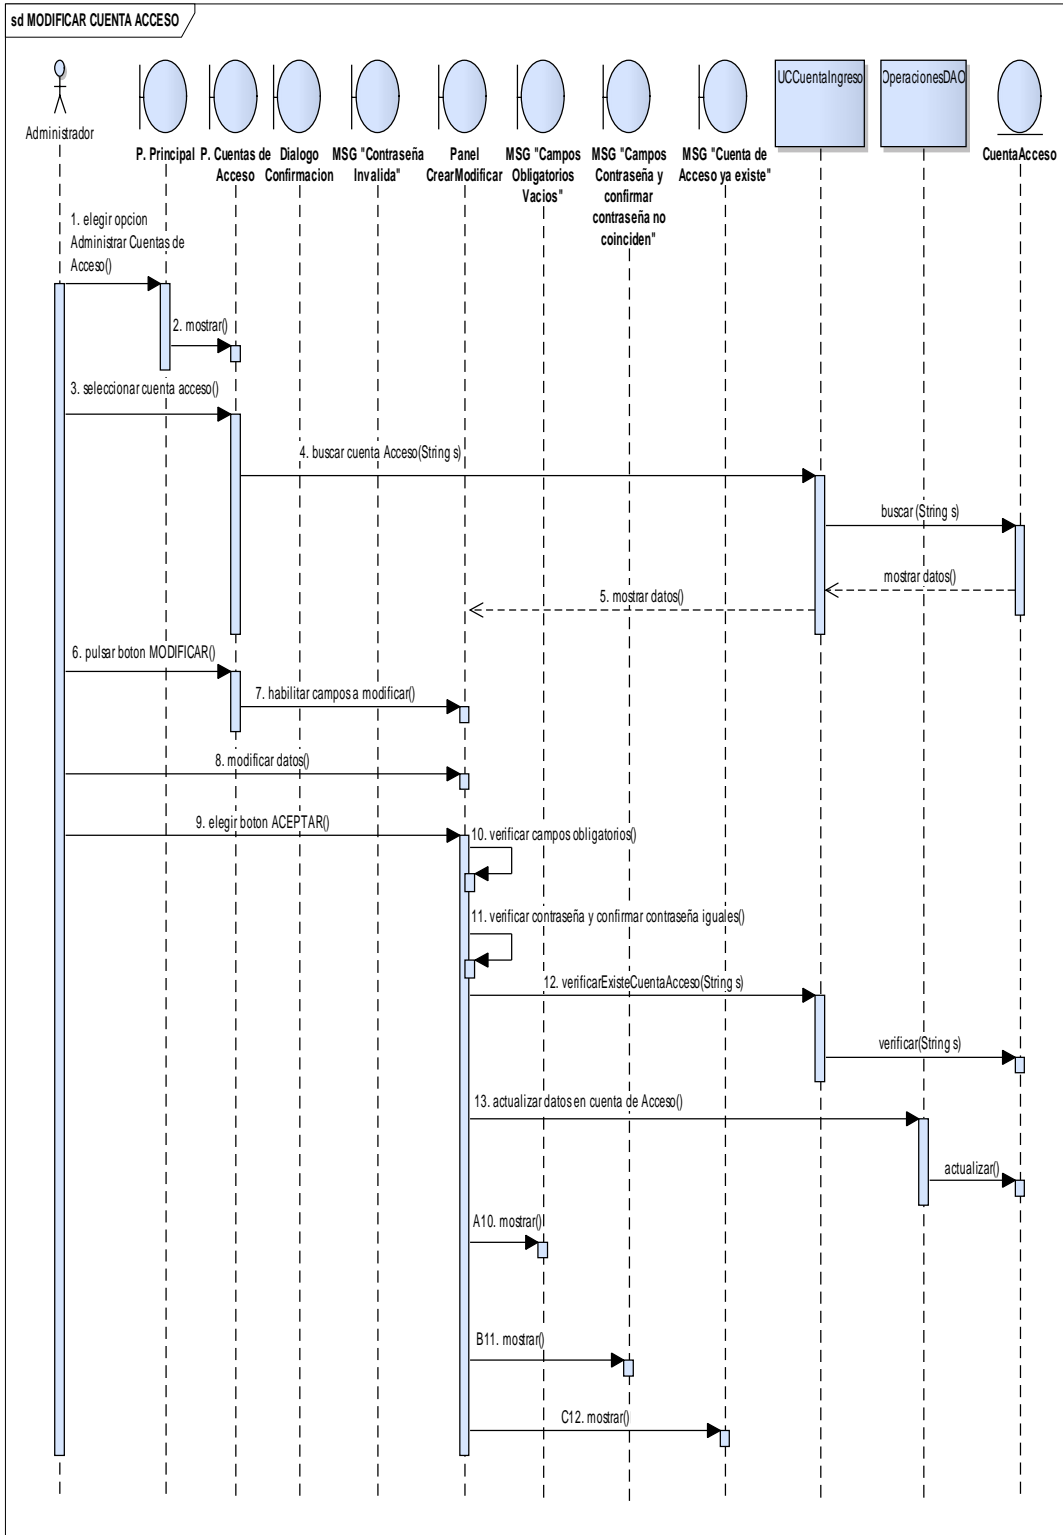 sd MODIFICAR CUENTA ACCESO
Administrador
P. Principal
P. Cuentas de
Acceso
Dialogo
Confirmacion
MSG "Contraseña
Invalida"
Panel
CrearModificar
MSG "Campos
Obligatorios
Vacios"
MSG "Campos
Contraseña y
confirmar
contraseña no
coinciden"
MSG "Cuenta de
Acceso ya existe"
UCCuentaIngreso
OperacionesDAO
CuentaAcceso
1. elegir opcion
Administrar Cuentas de
Acceso()
2. mostrar()
3. seleccionar cuenta acceso()
4. buscar cuenta Acceso(String s)
buscar (String s)
mostrar datos()
5. mostrar datos()
6. pulsar boton MODIFICAR()
7. habilitar campos a modificar()
8. modificar datos()
9. elegir boton ACEPTAR()
10. verificar campos obligatorios()
11. verificar contraseña y confirmar contraseña iguales()
12. verificarExisteCuentaAcceso(String s)
verificar(String s)
13. actualizar datos en cuenta de Acceso()
actualizar()
A10. mostrar()
B11. mostrar()
C12. mostrar()